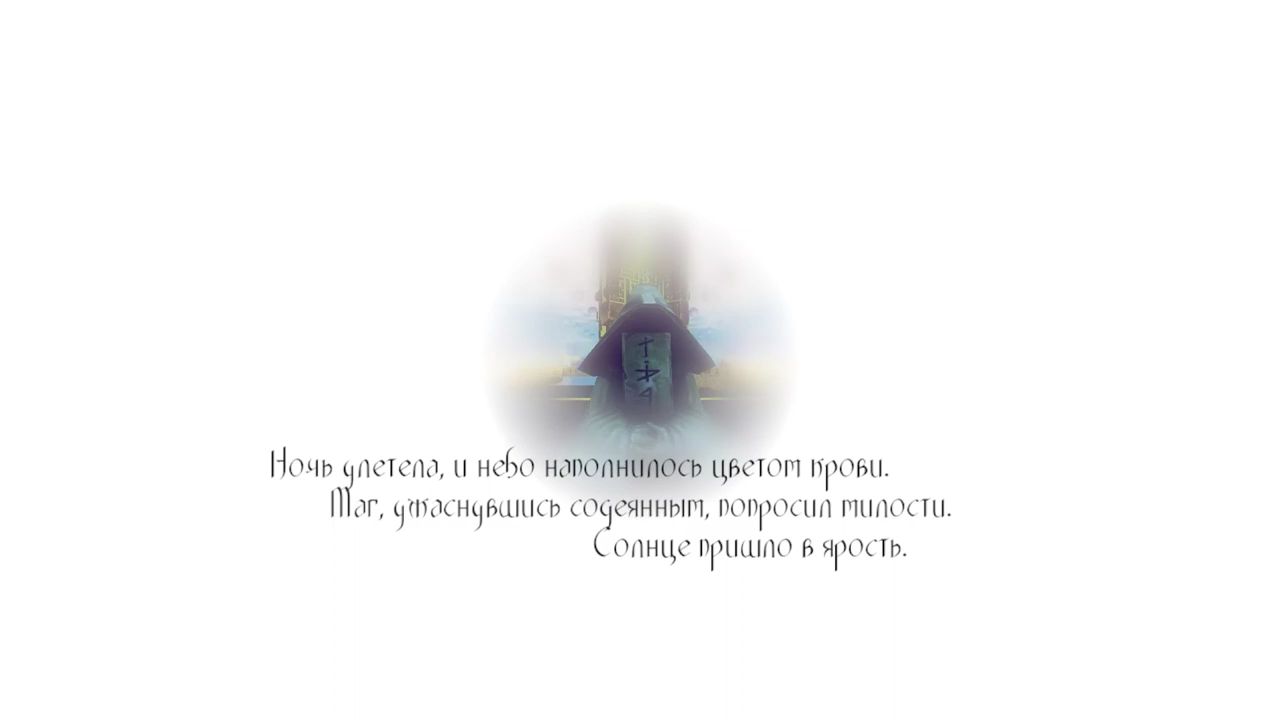 Ночь улетела, и небо наполнилось цветом крови.
Маг, ужаснувшись содеянным, попросил милости.
Солнце пришло в ярость.